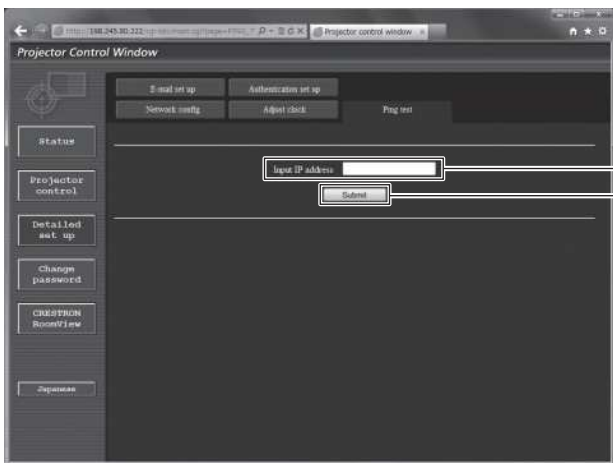 Projector control window
Projector Control Window
E-mail set up
Authentication set up
Network config
Adjust clock
Ping test
Status
Projector
control
Detailed
set up
Change
password
CRESTRON
RoomView
Japanese
Input IP address
Submit